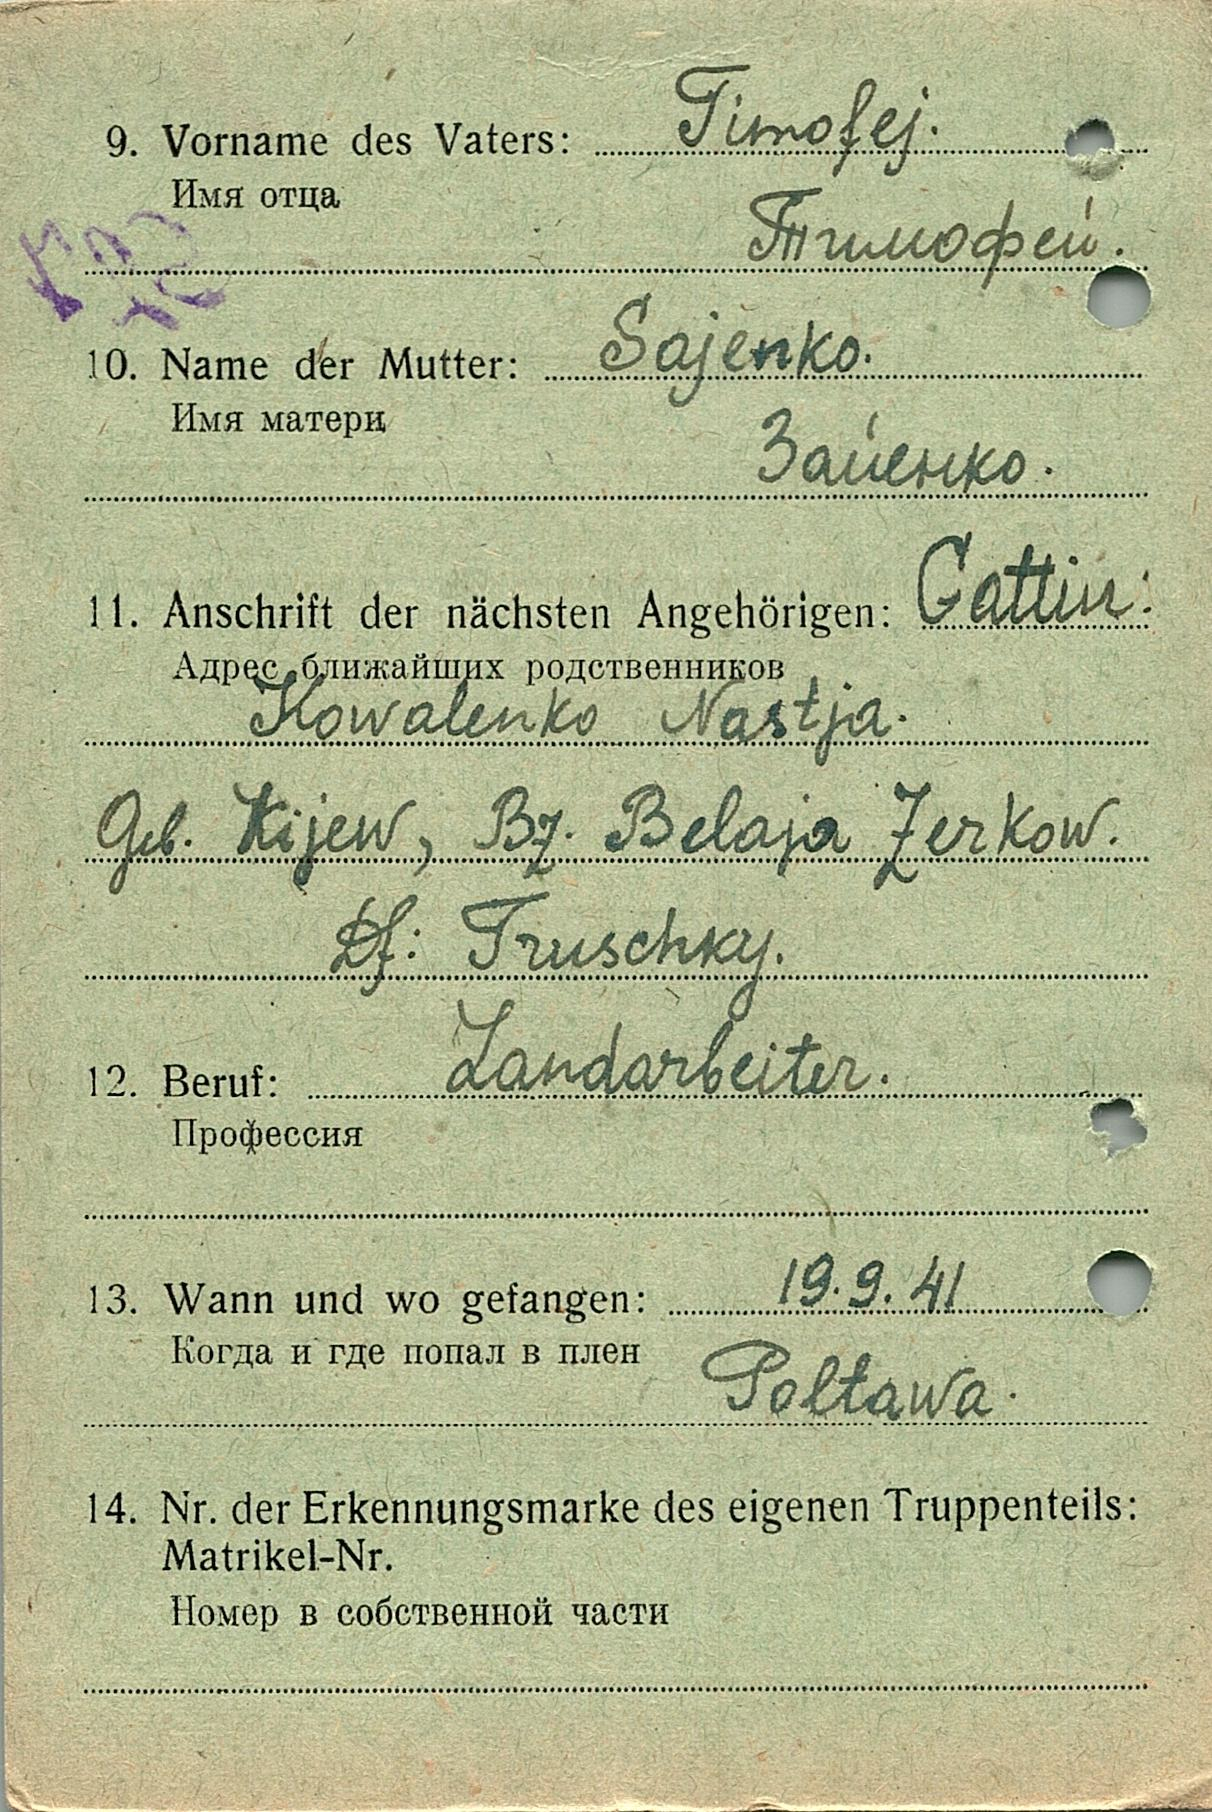 9. Vorname des Vaters: Timofej.
Имя отца
Тимофей.
10. Name der Mutter: Sajenko.
Имя матери
Зайенко.
11. Anschrift der nächsten Angehörigen: Gattin:
Адрес ближайших родственников
Kowalenko Nastja.
Geb. Kijew, Bz. Belaja Zerkow.
Df: Truschky.
12. Beruf: Landarbeiter.
Профессия
13. Wann und wo gefangen: 19.9.41
Когда и где попал в плен
Poltawa.
14. Nr. der Erkennungsmarke des eigenen Truppenteils:
Matrikel-Nr.
Номер в собственной части